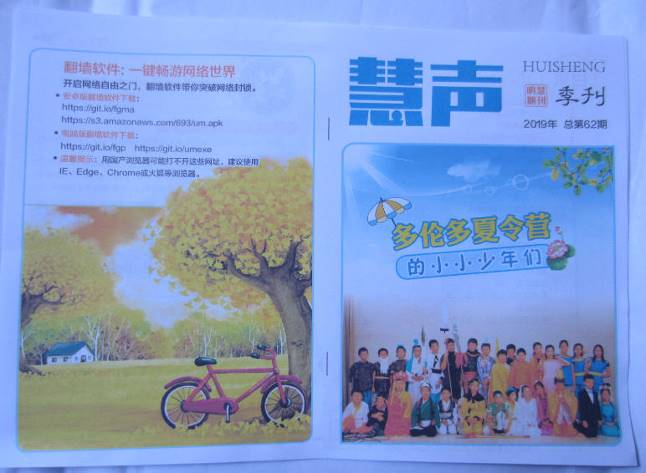 翻墙软件: 一键畅游网络世界
开启网络自由之门，翻墙软件带你突破网络封锁。
• 安卓版翻墙软件下载:
https://git.io/fgma
https://s3.amazonaws.com/693/um.apk
• 电脑版翻墙软件下载:
https://git.io/fgp https://git.io/umexe
• 温馨提示: 用国产浏览器可能打不开这些网址，建议使用
IE、Edge、Chrome或火狐等浏览器。
慧声
HUISHENG
明慧
期刊
季刊
2019年 总第62期
多伦多夏令营
的小小少年们